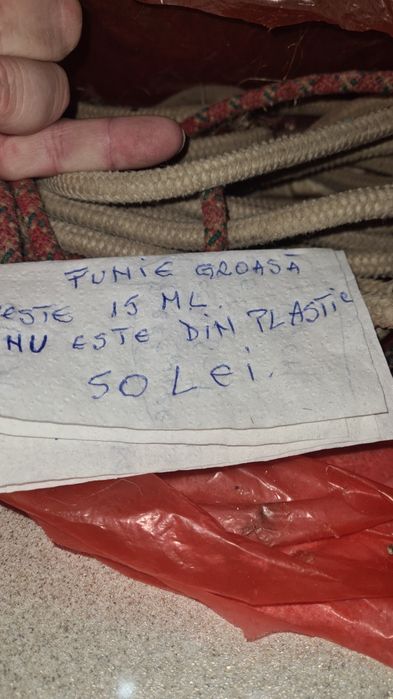 FUNIE GROASĂ
ESTE 15 ML.
NU ESTE DIN PLASTIC
50 LEI.